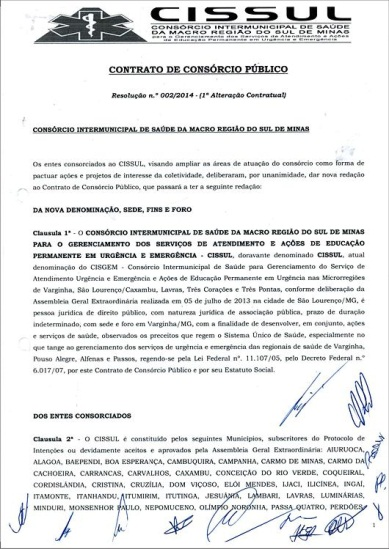 CISSUL
CONSÓRCIO INTERMUNICIPAL DE SAÚDE
DA MACRO REGIÃO DO SUL DE MINAS
para o Gerenciamento dos Serviços de Atendimento e Ações
de Educação Permanente em Urgência e Emergência
CONTRATO DE CONSÓRCIO PÚBLICO
Resolução n.º 002/2014 - (1ª Alteração Contratual)
CONSÓRCIO INTERMUNICIPAL DE SAÚDE DA MACRO REGIÃO DO SUL DE MINAS
Os entes consorciados ao CISSUL, visando ampliar as áreas de atuação do consórcio como forma de
pactuar ações e projetos de interesse da coletividade, deliberaram, por unanimidade, dar nova redação
ao Contrato de Consórcio Público, que passará a ter a seguinte redação:
DA NOVA DENOMINAÇÃO, SEDE, FINS E FORO
Clausula 1ª - O CONSÓRCIO INTERMUNICIPAL DE SAÚDE DA MACRO REGIÃO DO SUL DE MINAS
PARA O GERENCIAMENTO DOS SERVIÇOS DE ATENDIMENTO E AÇÕES DE EDUCAÇÃO
PERMANENTE EM URGÊNCIA E EMERGÊNCIA - CISSUL, doravante denominado CISSUL, atual
denominação do CISGEM - Consórcio Intermunicipal de Saúde para Gerenciamento do Serviço de
Atendimento Urgência e Ações de Educação Permanente em Urgência nas Microrregiões
de Varginha, São Lourenço/Caxambu, Lavras, Três Corações e Três Pontas, conforme deliberação da
Assembleia Geral Extraordinária realizada em 05 de julho de 2013 na cidade de São Lourenço/MG, é
pessoa jurídica de direito público, com natureza jurídica de associação pública, prazo de duração
indeterminado, com sede e foro em Varginha/MG, com a finalidade de desenvolver, em conjunto, ações
e serviços de saúde, observados os preceitos que regem o Sistema Único de Saúde, especialmente no
que tange ao gerenciamento dos serviços de urgência e emergência das regionais de saúde de Varginha,
Pouso Alegre, Alfenas e Passos, regendo-se pela Lei Federal nº. 11.107/05, pelo Decreto Federal n.º
6.017/07, por este Contrato de Consórcio Público e por seu Estatuto Social.
DOS ENTES CONSORCIADOS
Clausula 2ª - O CISSUL é constituído pelos seguintes Municípios, subscritores do Protocolo de
Intenções ou devidamente aceitos e aprovados pela Assembleia Geral Extraordinária: AIURUOCA,
ALAGOA, BAEPENDI, BOA ESPERANÇA, CAMBUQUIRA, CAMPANHA, CARMO DE MINAS, CARMO DA
CACHOEIRA, CARRANCAS, CARVALHOS, CAXAMBU, CONCEIÇÃO DO RIO VERDE, COQUEIRAL,
CORDISLÂNDIA, CRISTINA, CRUZÍLIA, DOM VIÇOSO, ELÓI MENDES, IJACI, ILICÍNEA, INGAÍ,
ITAMONTE, ITANHANDU, ITUMIRIM, ITUTINGA, JESUÂNIA, LAMBARI, LAVRAS, LUMINÁRIAS,
MINDURI, MONSENHOR PAULO, NEPOMUCENO, OLÍMPIO NORONHA, PASSA QUATRO, PERDÕES
1